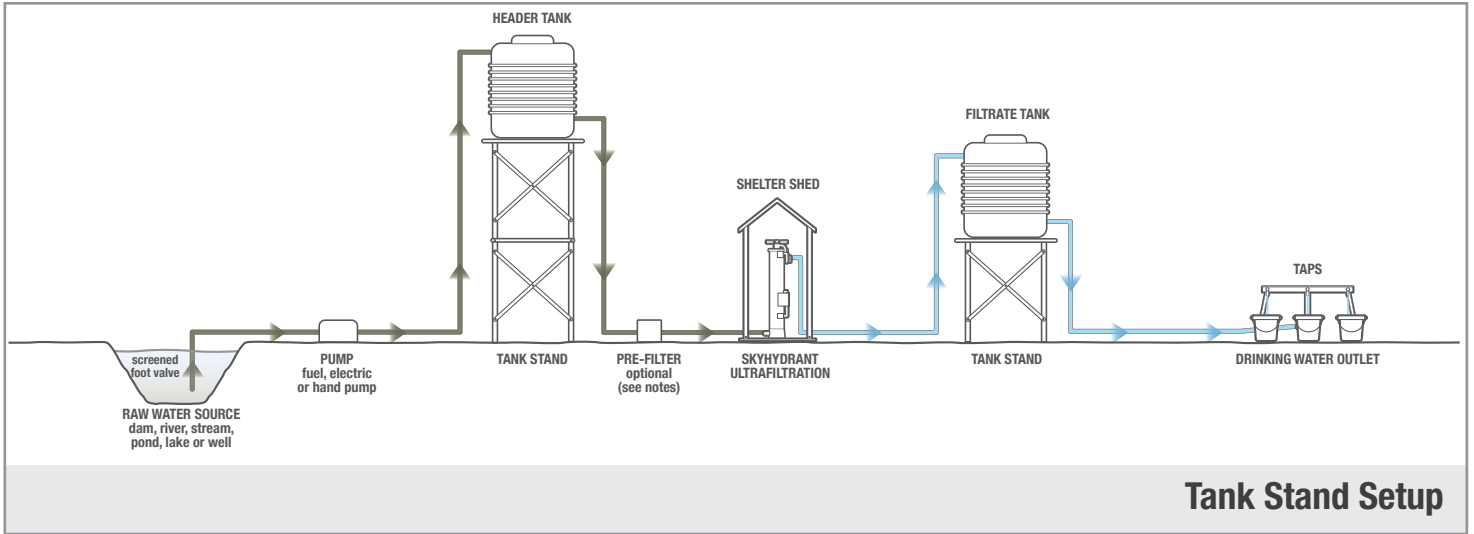 HEADER TANK
FILTRATE TANK
SHELTER SHED
TAPS
screened
foot valve
PUMP
fuel, electric
or hand pump
TANK STAND
PRE-FILTER
optional
(see notes)
SKYHYDRANT
ULTRAFILTRATION
TANK STAND
DRINKING WATER OUTLET
RAW WATER SOURCE
dam, river, stream,
pond, lake or well
Tank Stand Setup